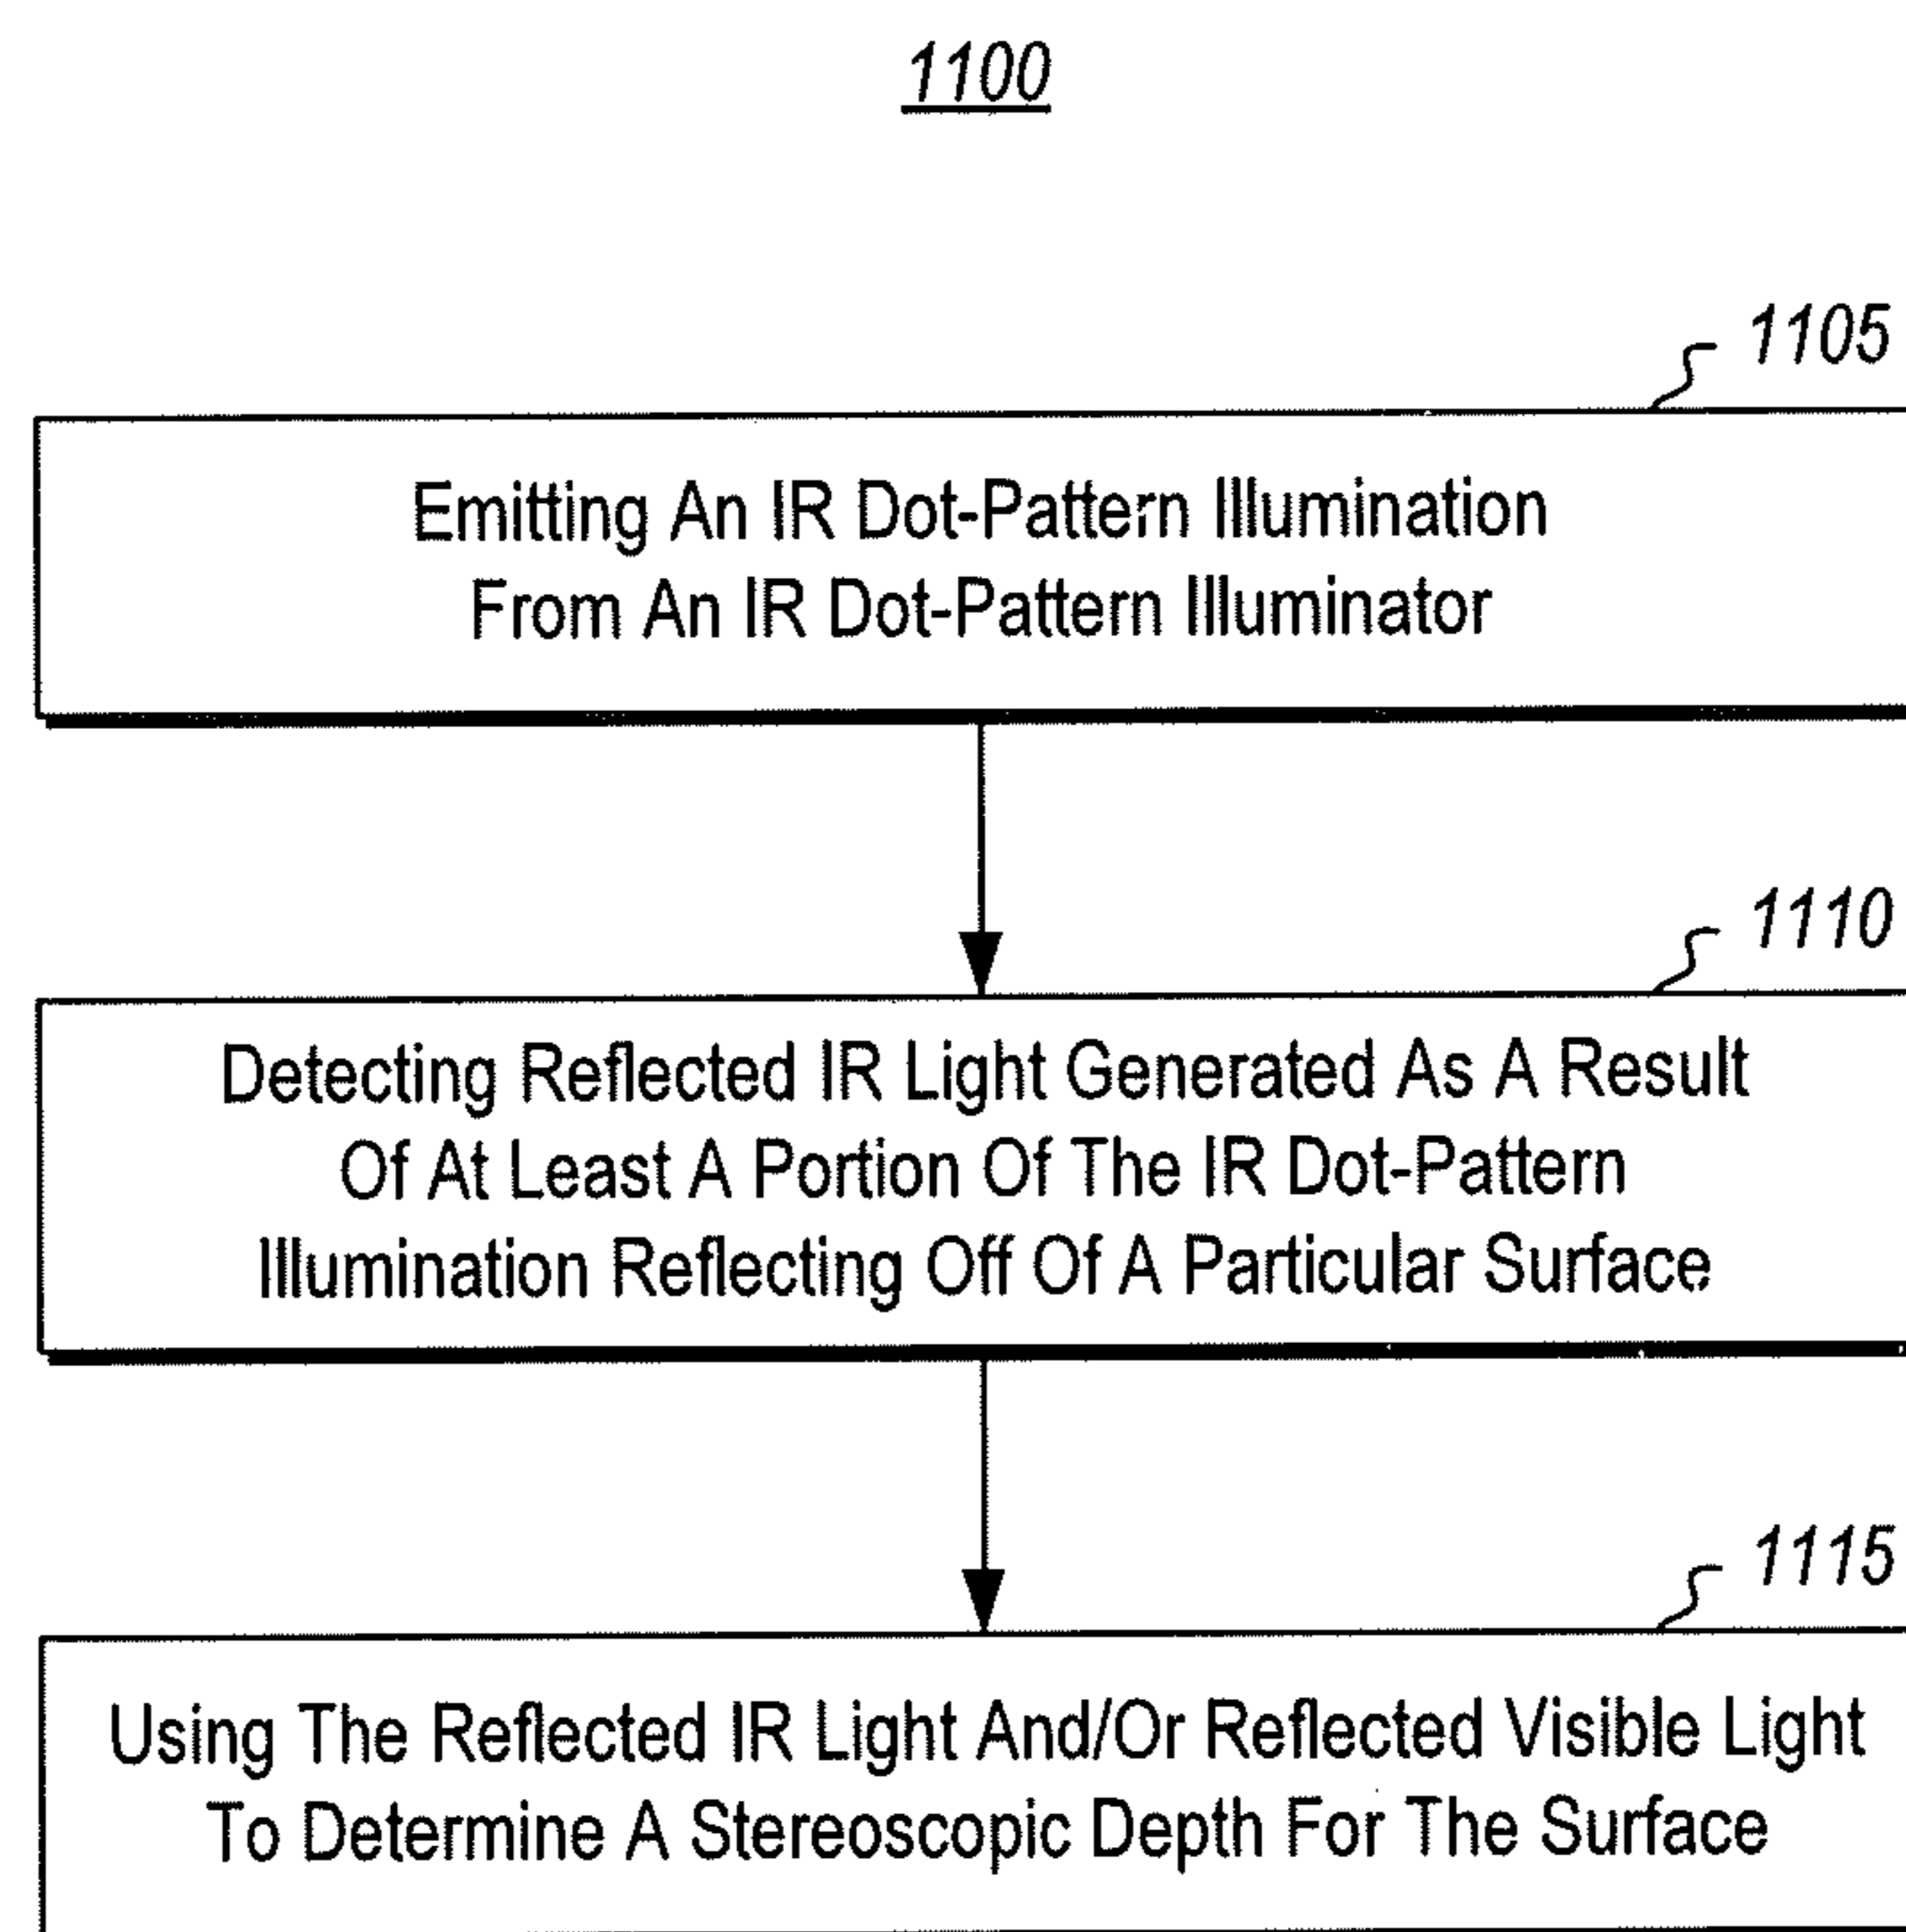 1100
1105
Emitting An IR Dot-Pattern Illumination
From An IR Dot-Pattern Illuminator
1110
Detecting Reflected IR Light Generated As A Result
Of At Least A Portion Of The IR Dot-Pattern
Illumination Reflecting Off Of A Particular Surface
1115
Using The Reflected IR Light And/Or Reflected Visible Light
To Determine A Stereoscopic Depth For The Surface